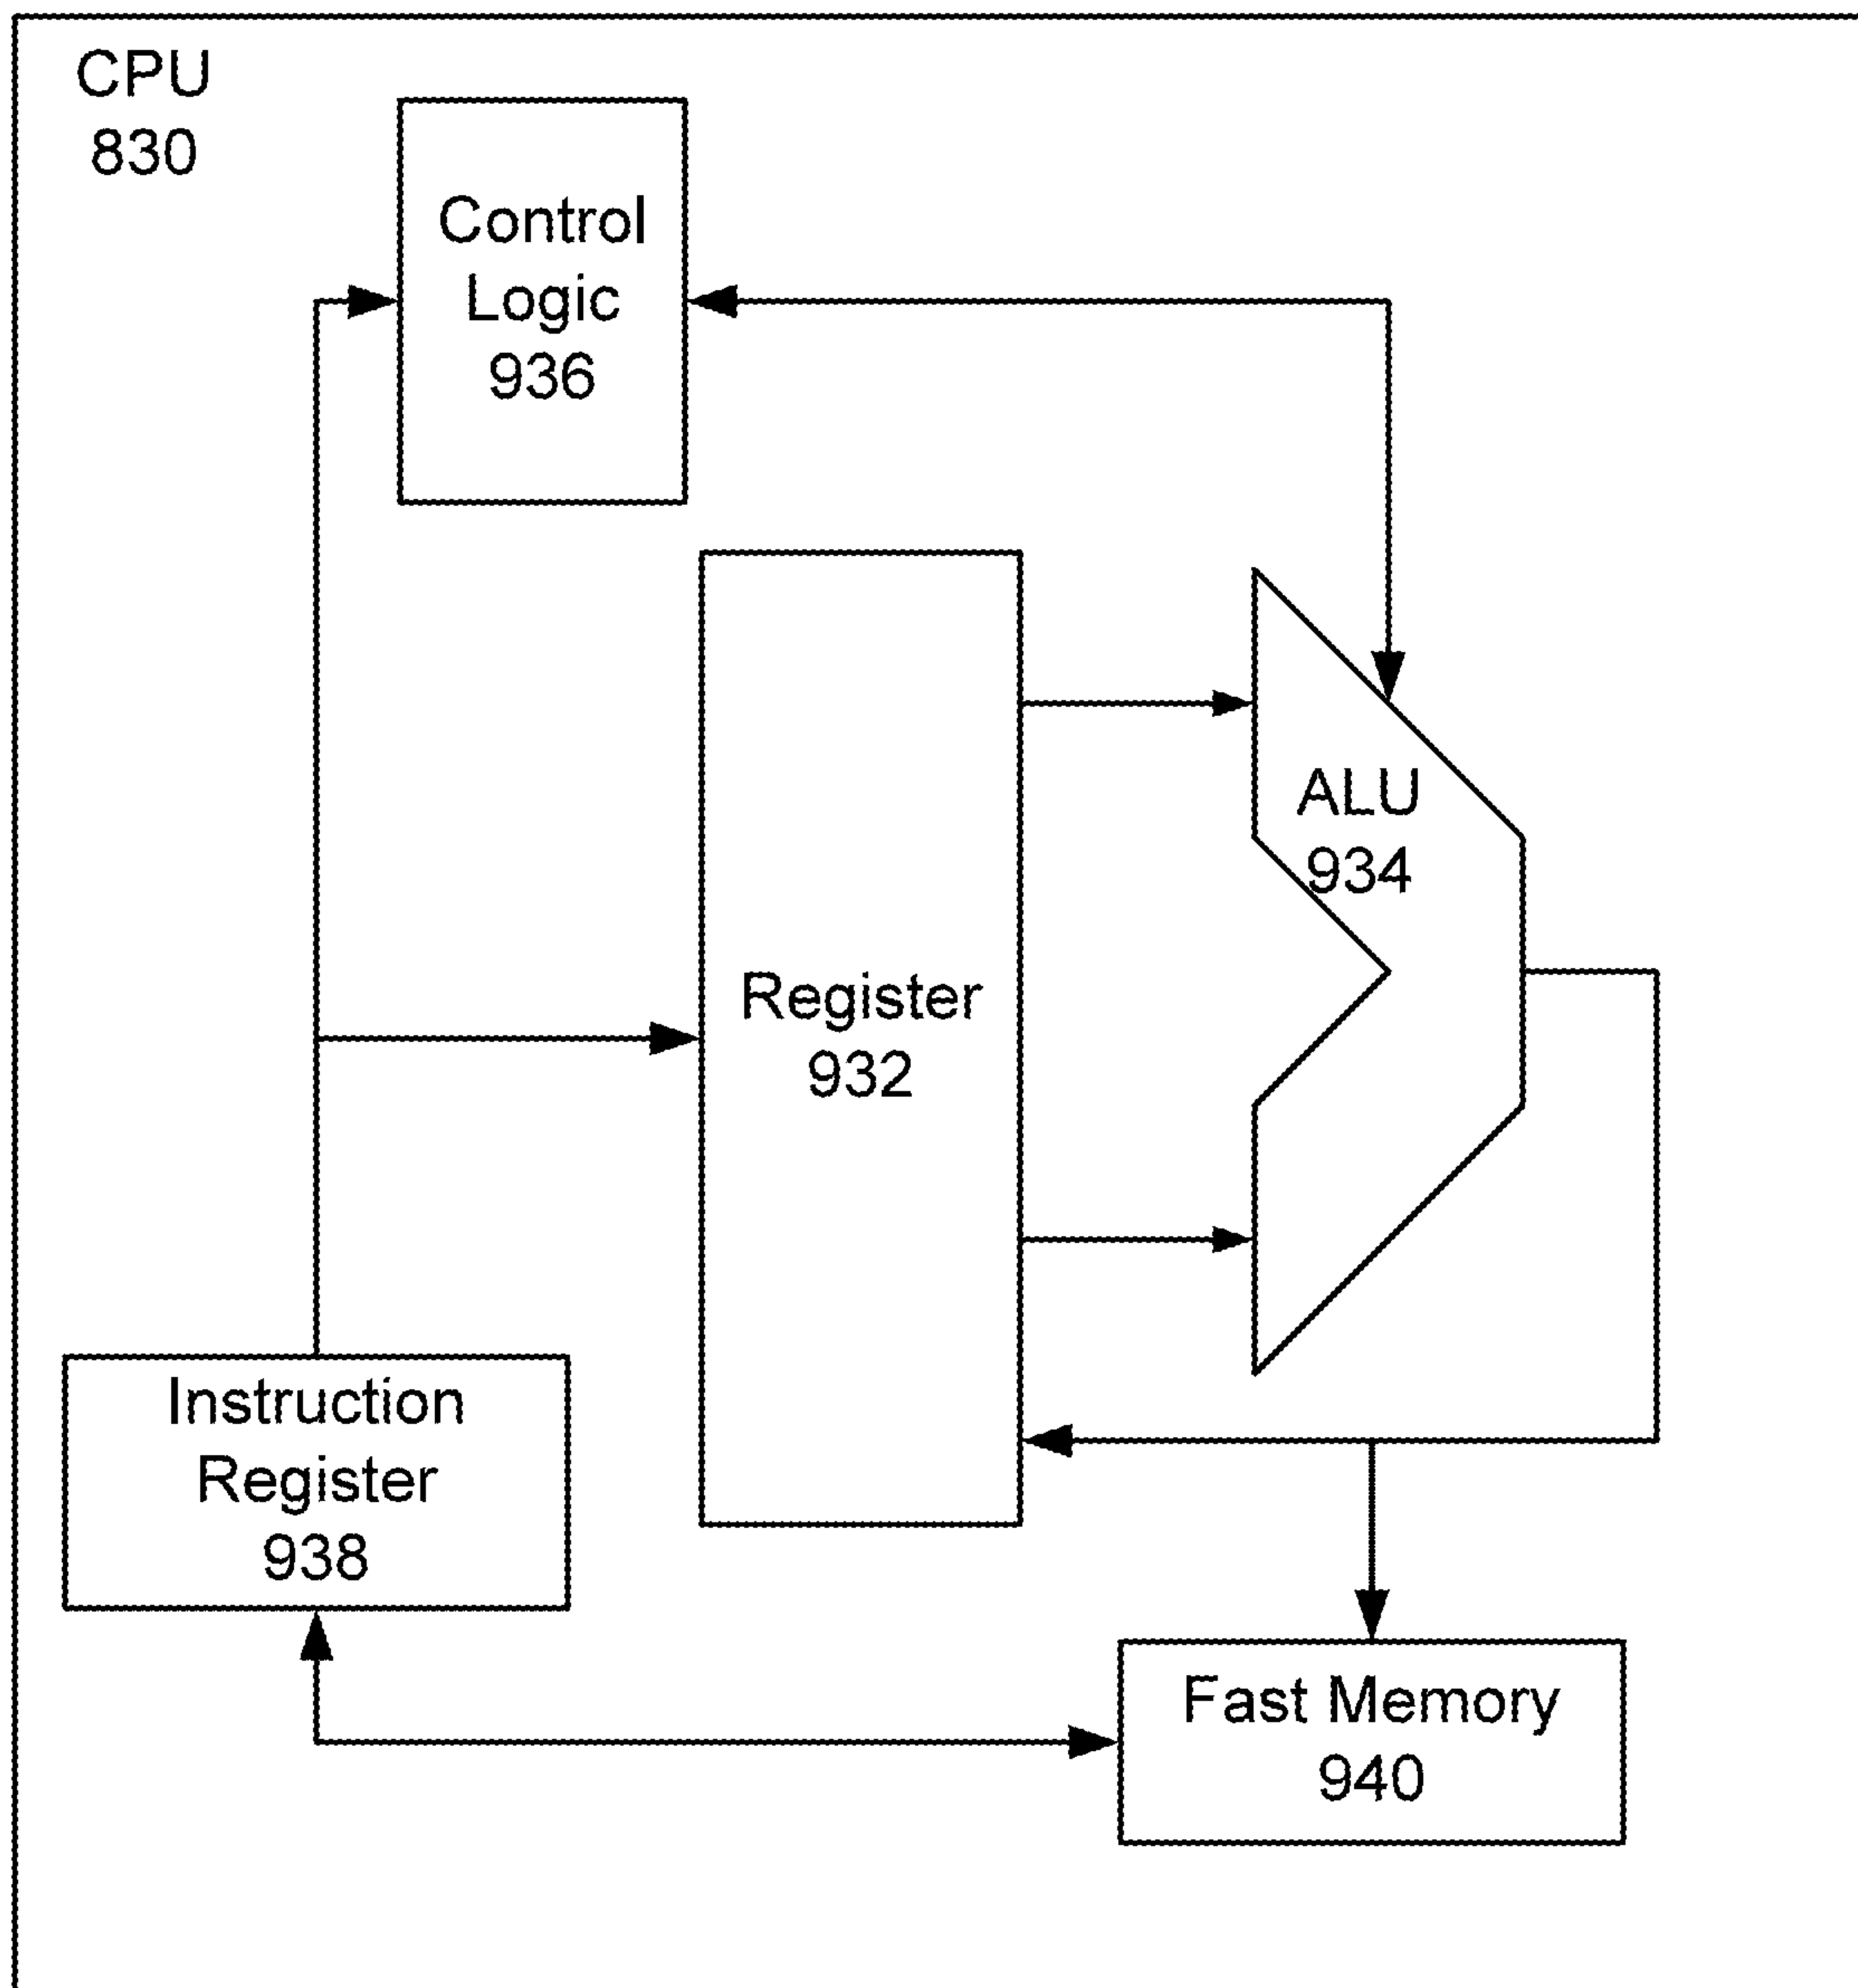 CPU
830
Control
Logic
936
ALU
934
Register
932
Instruction
Register
938
Fast Memory
940